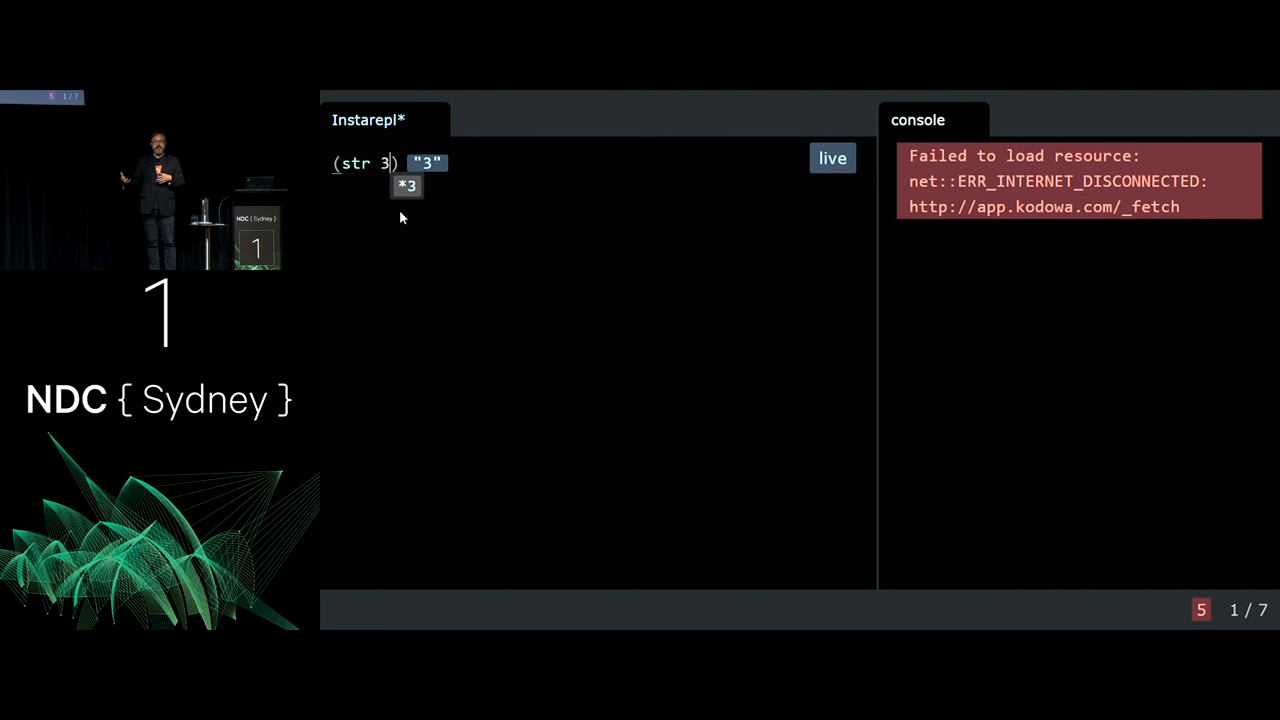 5 1/7
NDC { Sydney }
1
1
NDC { Sydney }
Instarepl*
(str 3) "3"
*3
live
console
Failed to load resource:
net::ERR_INTERNET_DISCONNECTED:
http://app.kodowa.com/_fetch
5 1 / 7